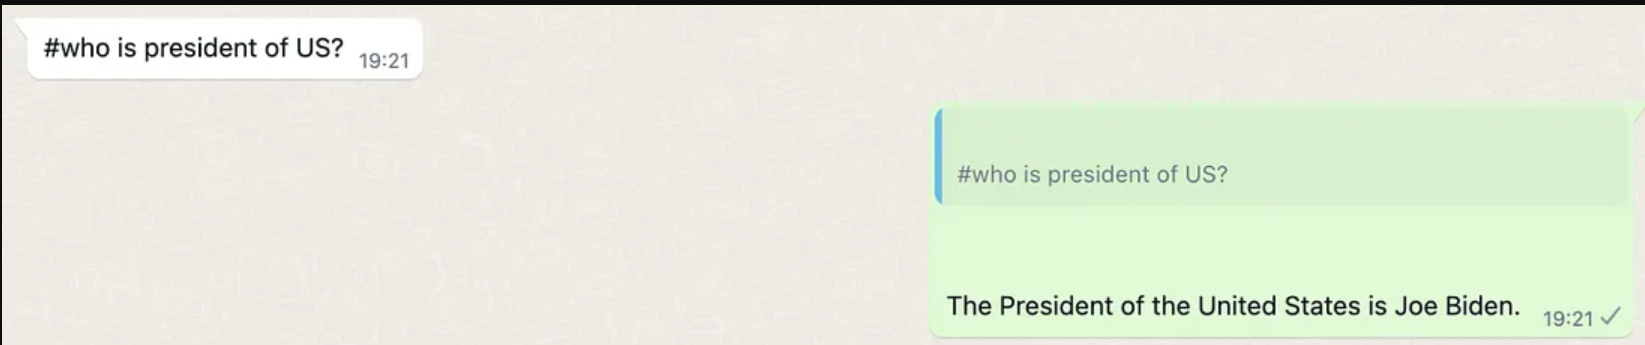 #who is president of US?
19:21
#who is president of US?
The President of the United States is Joe Biden.
19:21